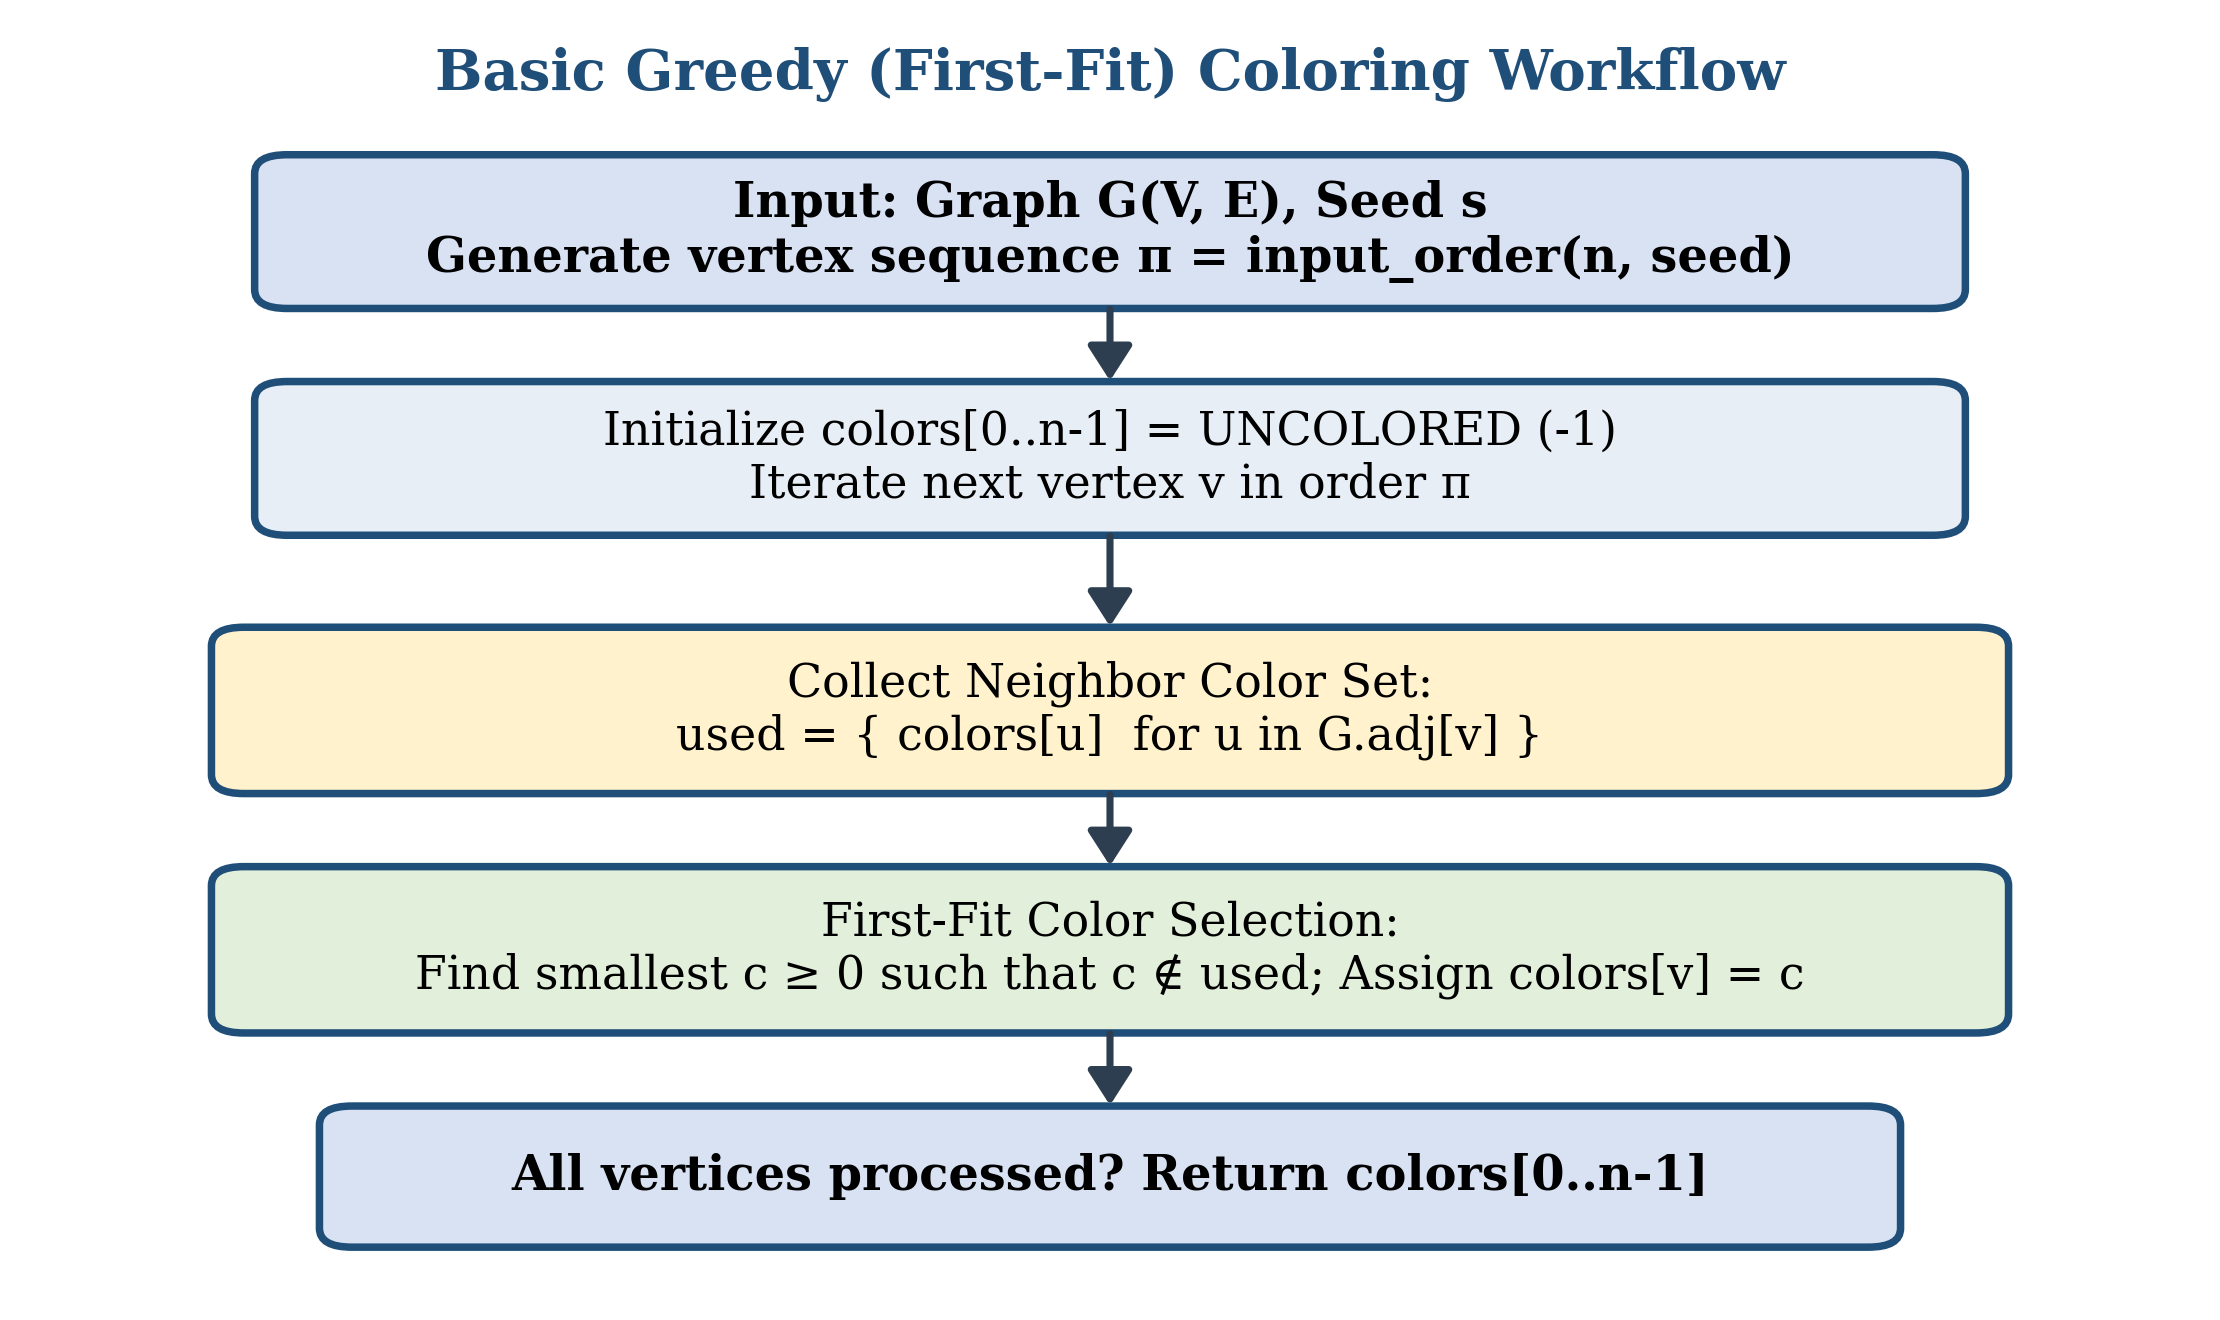 Basic Greedy (First-Fit) Coloring Workflow
Input: Graph G(V, E), Seed s
Generate vertex sequence π = input_order(n, seed)
Initialize colors[0..n-1] = UNCOLORED (-1)
Iterate next vertex v in order π
Collect Neighbor Color Set:
used = { colors[u]  for u in G.adj[v] }
First-Fit Color Selection:
Find smallest c ≥ 0 such that c ∉ used; Assign colors[v] = c
All vertices processed? Return colors[0..n-1]